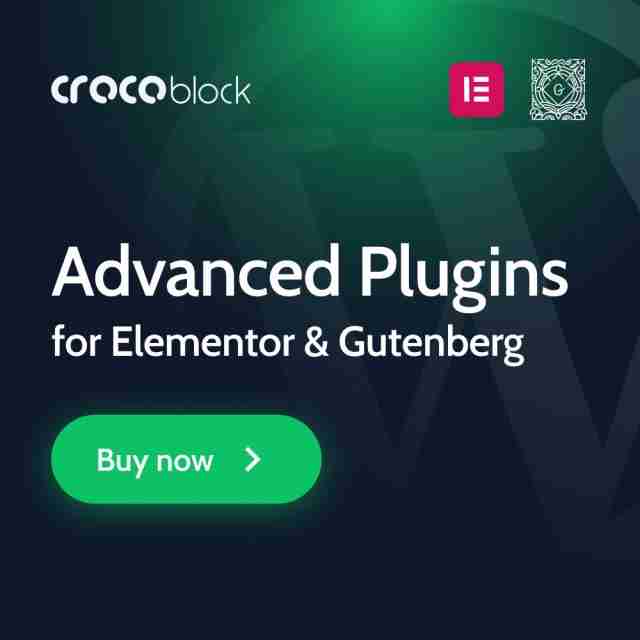 crocoblock
G
Advanced Plugins
for Elementor & Gutenberg
Buy now